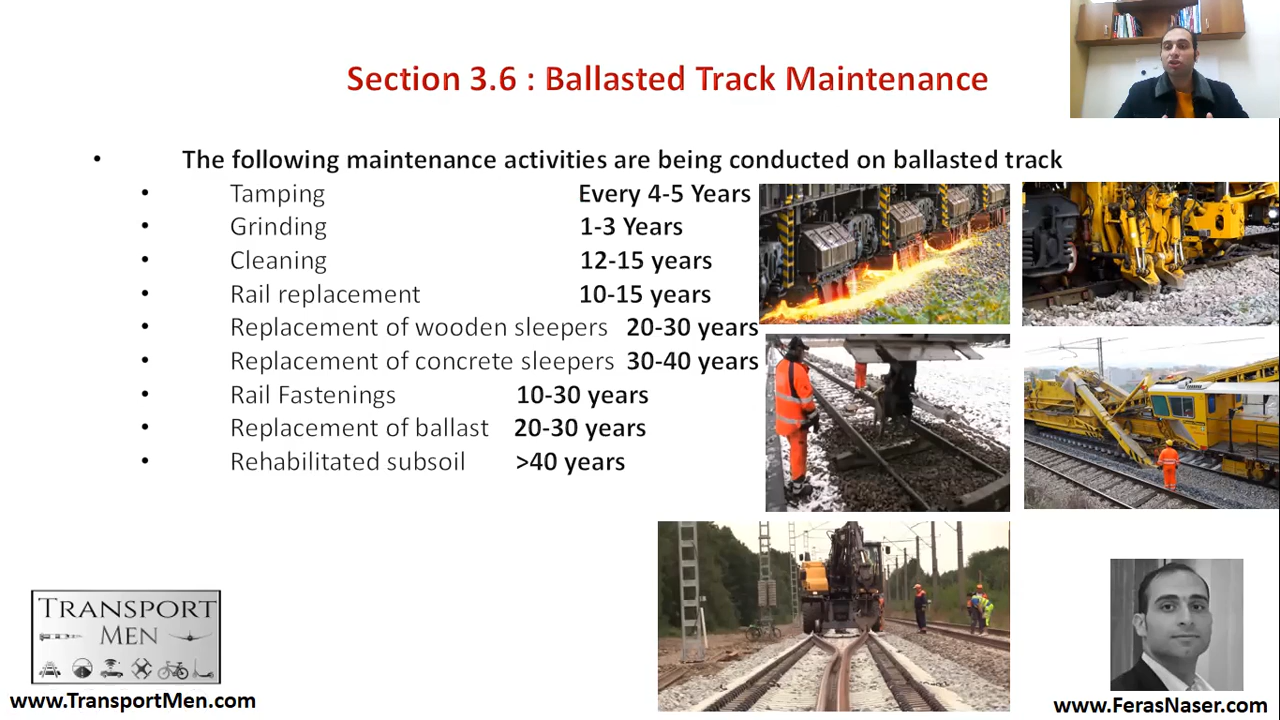 Section 3.6 : Ballasted Track Maintenance
• The following maintenance activities are being conducted on ballasted track
• Tamping Every 4-5 Years
• Grinding 1-3 Years
• Cleaning 12-15 years
• Rail replacement 10-15 years
• Replacement of wooden sleepers 20-30 years
• Replacement of concrete sleepers 30-40 years
• Rail Fastenings 10-30 years
• Replacement of ballast 20-30 years
• Rehabilitated subsoil >40 years
TRANSPORT
MEN
www.TransportMen.com
www.FerasNaser.com